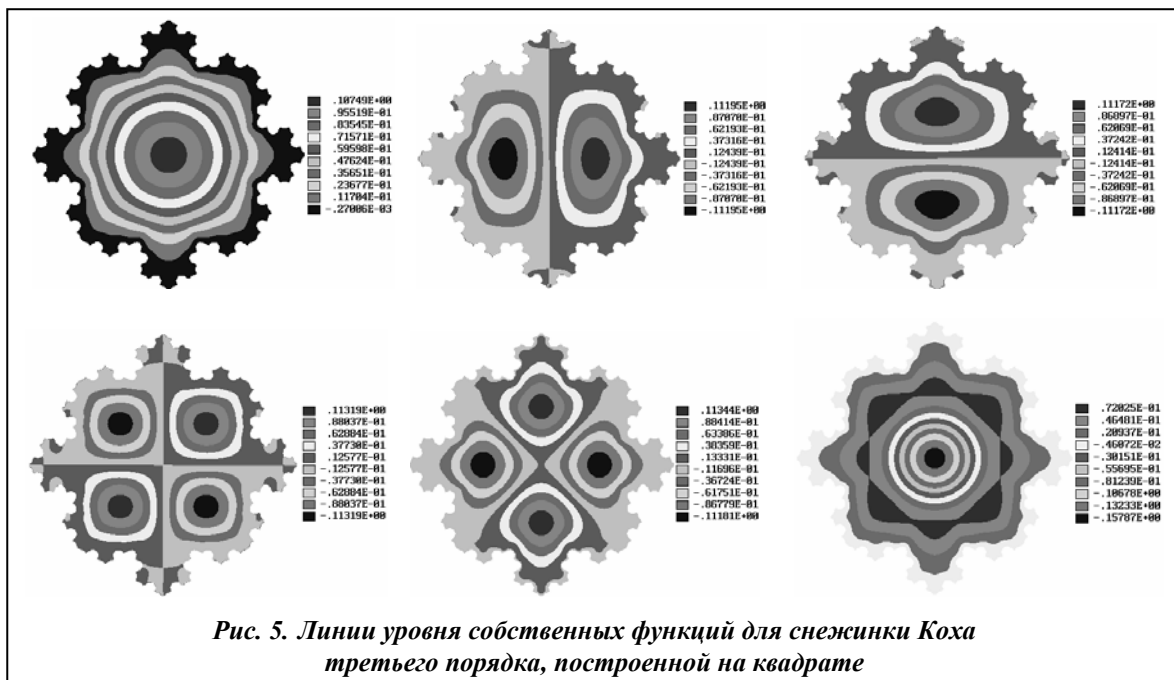 .10749E+00
.95519E-01
.83545E-01
.71571E-01
.59598E-01
.47624E-01
.35651E-01
.23677E-01
.11704E-01
-.27006E-03
.11195E+00
.87070E-01
.62193E-01
.37316E-01
.12439E-01
-.12439E-01
-.37316E-01
-.62193E-01
-.87070E-01
-.11195E+00
.11172E+00
.86897E-01
.62069E-01
.37242E-01
.12414E-01
-.12414E-01
-.37242E-01
-.62069E-01
-.86897E-01
-.11172E+00
.11319E+00
.88037E-01
.62884E-01
.37730E-01
.12577E-01
-.12577E-01
-.37730E-01
-.62884E-01
-.88037E-01
-.11319E+00
.11344E+00
.88414E-01
.63386E-01
.38359E-01
.13331E-01
-.11696E-01
-.36724E-01
-.61751E-01
-.86779E-01
-.11181E+00
.72025E-01
.46481E-01
.20937E-01
-.46072E-02
-.30151E-01
-.55695E-01
-.81239E-01
-.10678E+00
-.13233E+00
-.15787E+00
Рис. 5. Линии уровня собственных функций для снежинки Коха
третьего порядка, построенной на квадрате